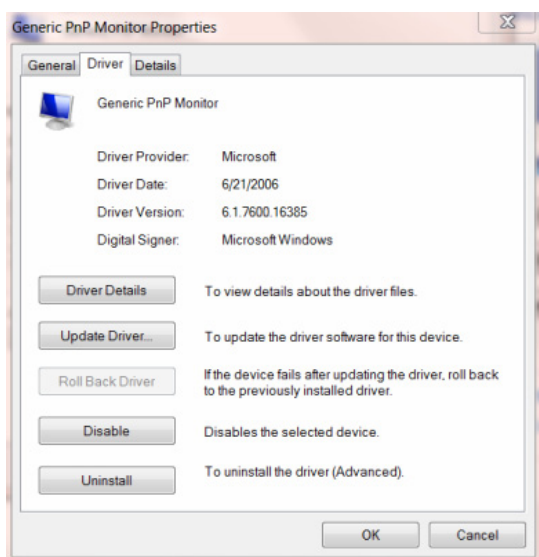 Generic PnP Monitor Properties
General Driver Details
Generic PnP Monitor
Driver Provider: Microsoft
Driver Date: 6/21/2006
Driver Version: 6.1.7600.16385
Digital Signer: Microsoft Windows
Driver Details To view details about the driver files.
Update Driver... To update the driver software for this device.
Roll Back Driver If the device fails after updating the driver, roll back
to the previously installed driver.
Disable Disables the selected device.
Uninstall To uninstall the driver (Advanced).
OK Cancel